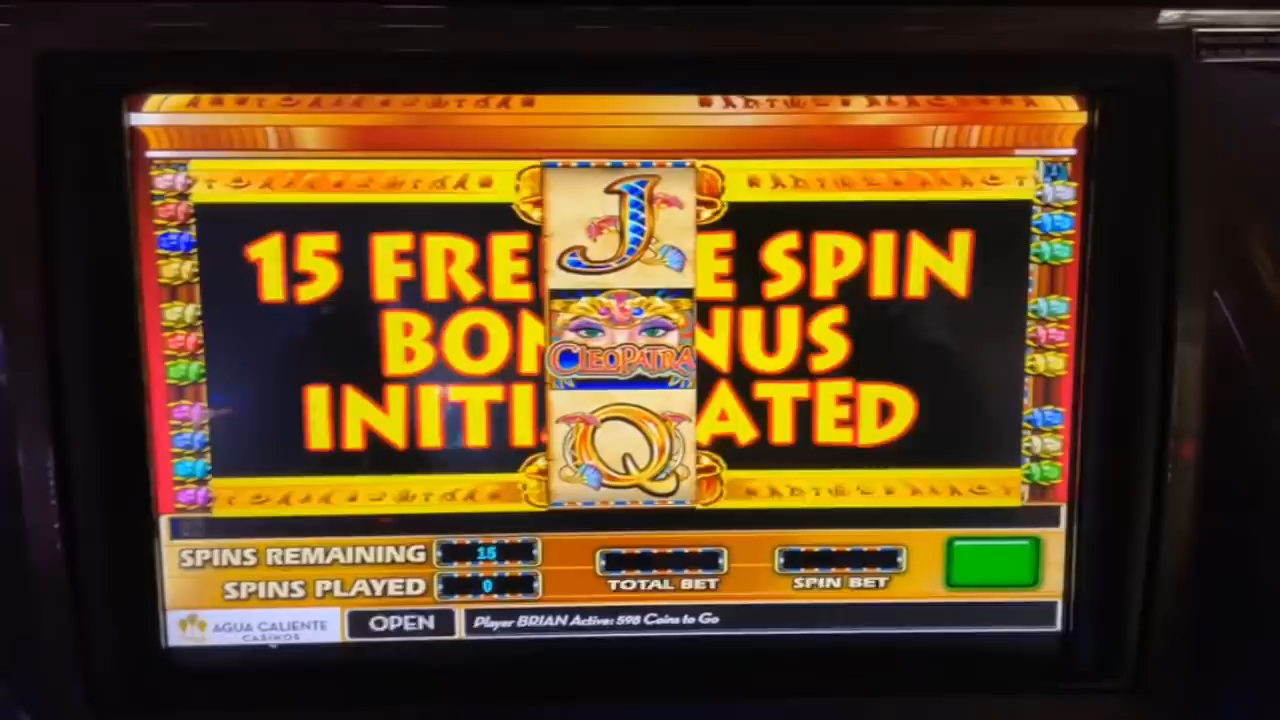 15 FRE E SPIN
BON NUS
INITI ATED
J
CLEOPATRA
Q
SPINS REMAINING 15
SPINS PLAYED 0
TOTAL BET
SPIN BET
AGUA CALIENTE
CASINOS
OPEN
Player BRIAN Active: 598 Coins to Go